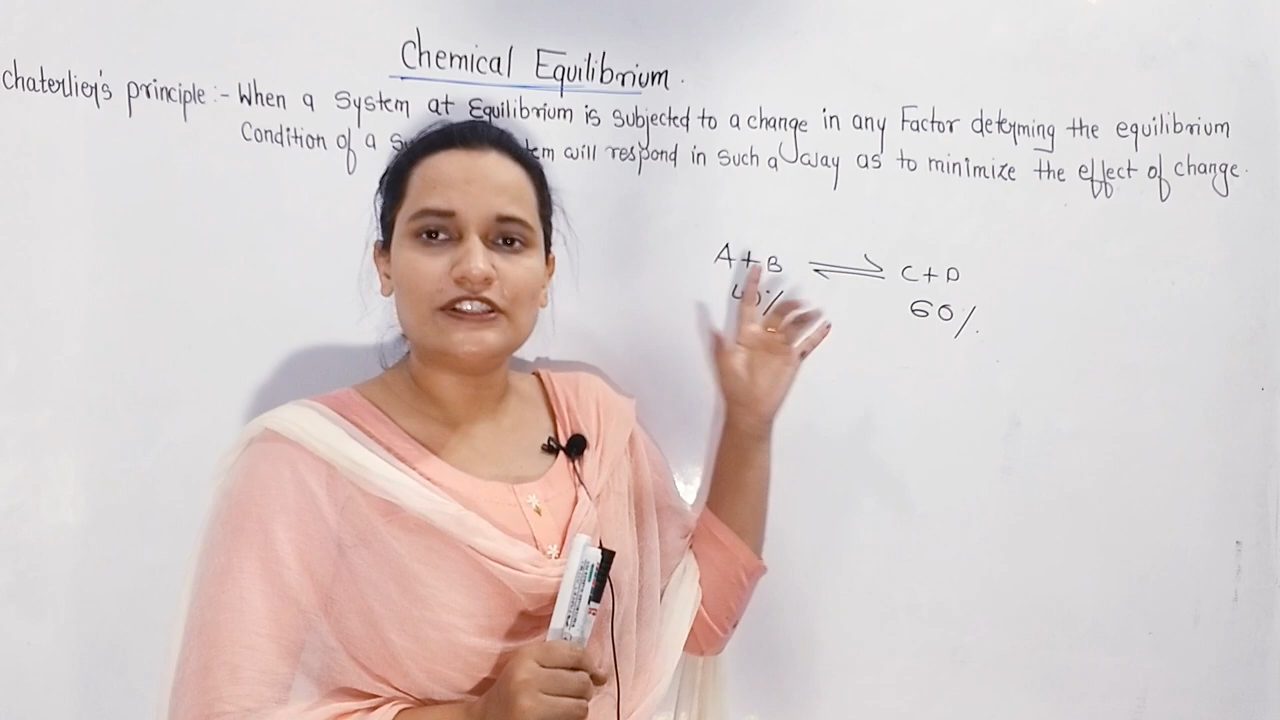 Chemical Equilibrium.
Chaterlier's principle :- When a System at Equilibrium is subjected to a change in any Factor determing the equilibrium
Condition of a will respond in such a way as to minimize the effect of change.
A + B ⇌ C + D
60%.